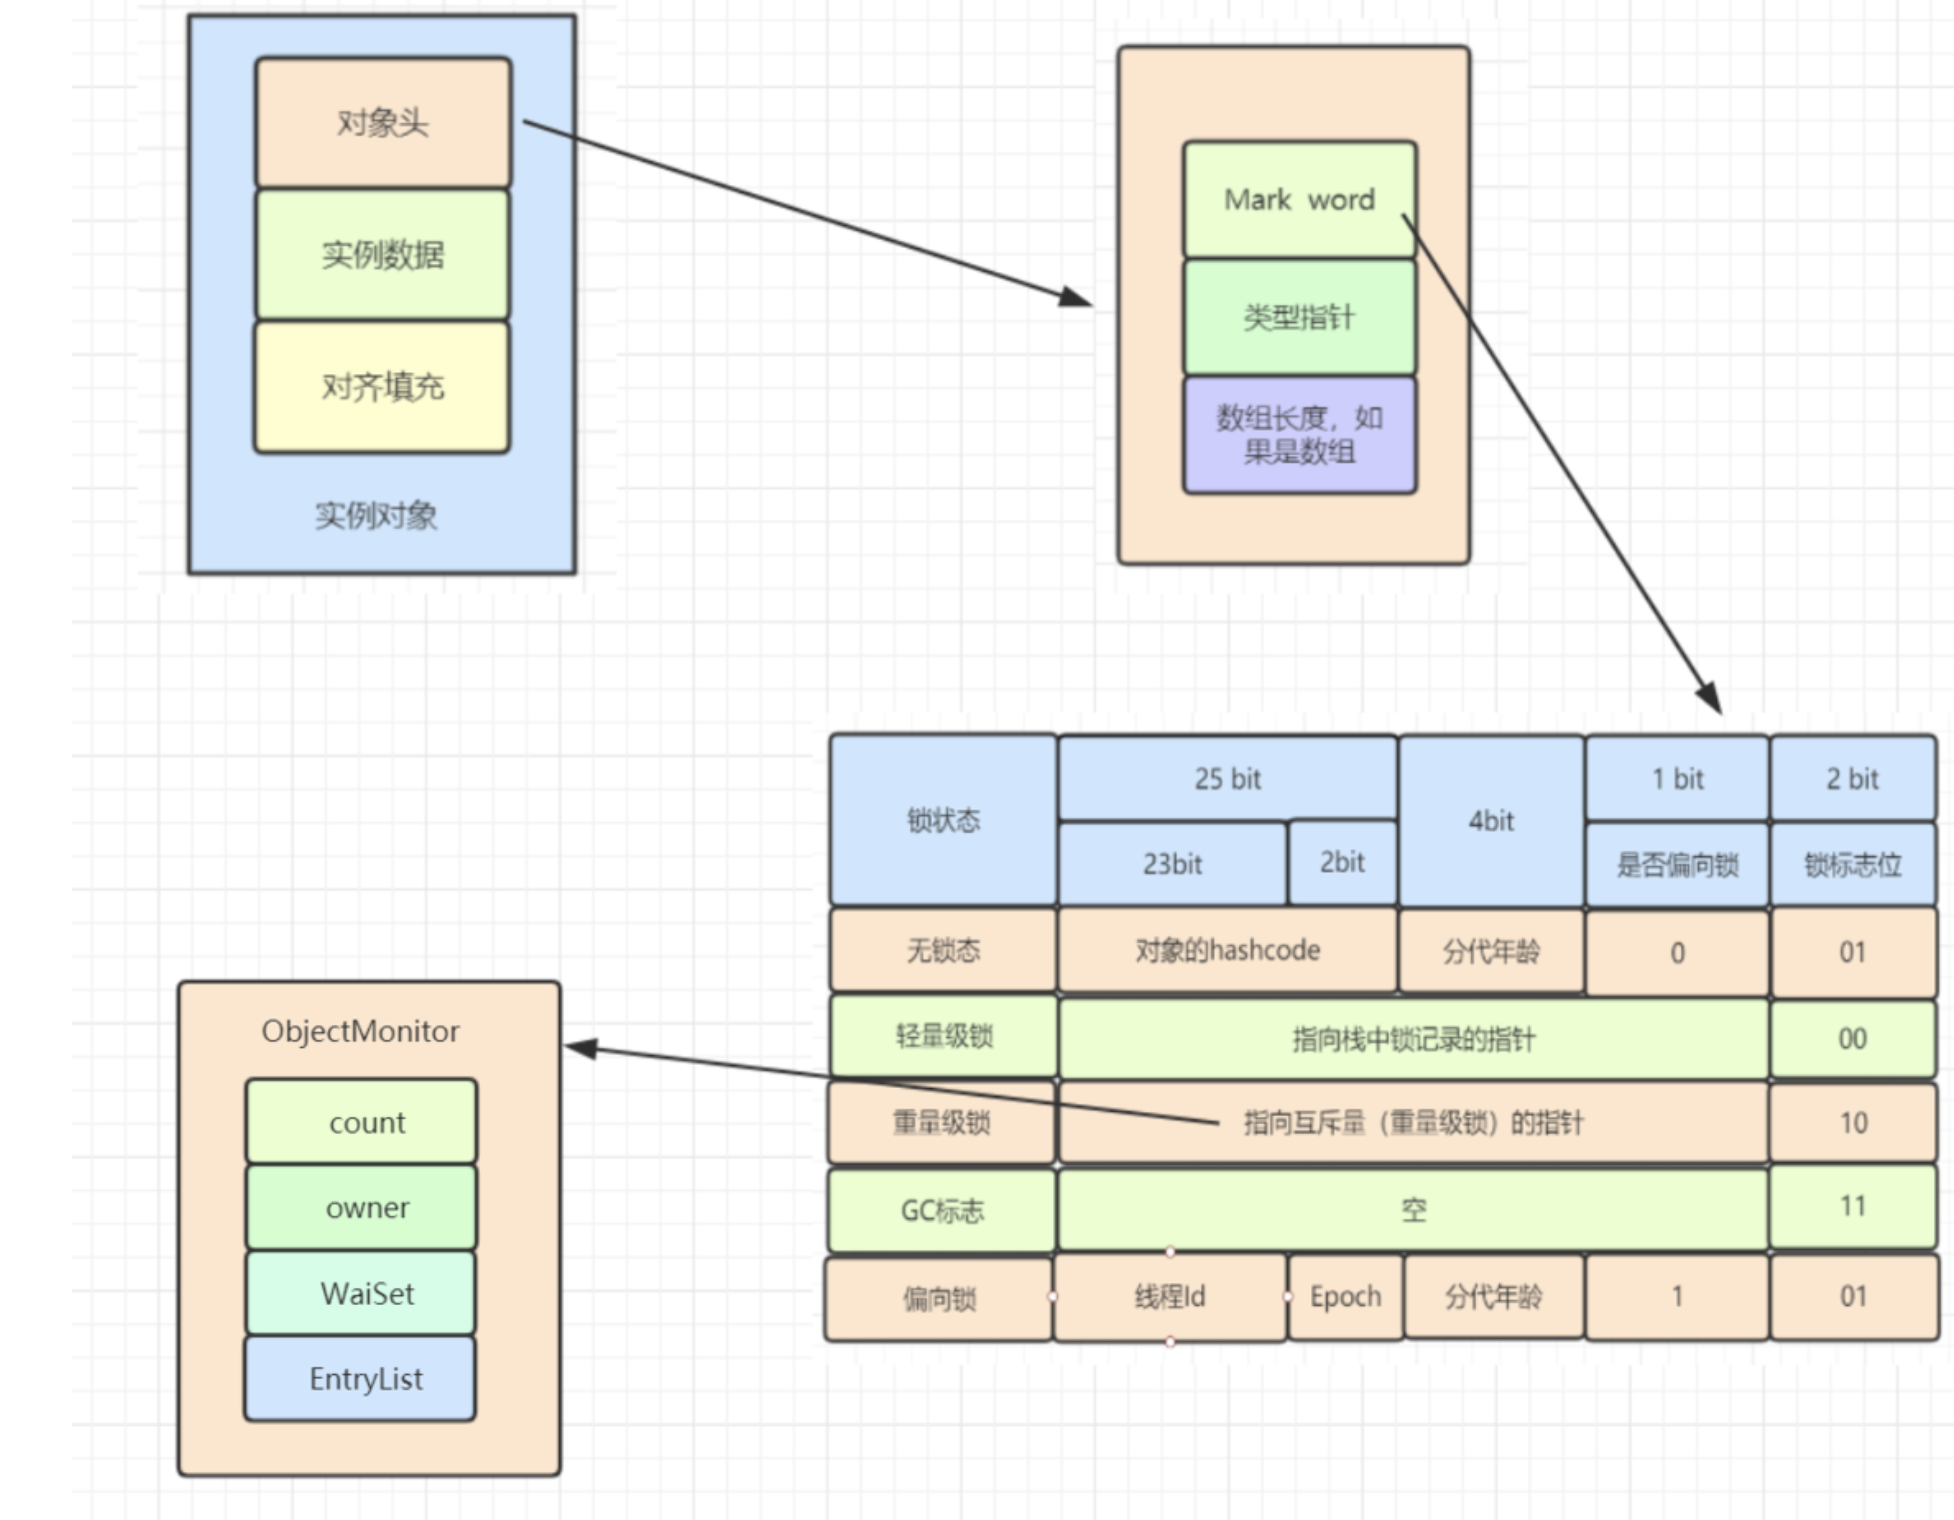 对象头
实例数据
对齐填充
实例对象
Mark word
类型指针
数组长度，如
果是数组
锁状态
25 bit
23bit
2bit
4bit
1 bit
是否偏向锁
2 bit
锁标志位
无锁态
对象的hashcode
分代年龄
0
01
轻量级锁
指向栈中锁记录的指针
00
重量级锁
指向互斥量（重量级锁）的指针
10
GC标志
空
11
偏向锁
线程Id
Epoch
分代年龄
1
01
ObjectMonitor
count
owner
WaiSet
EntryList